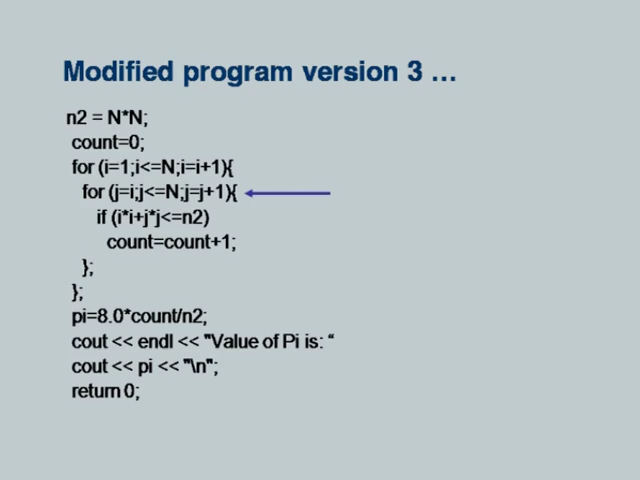 Modified program version 3 …
n2 = N*N;
count=0;
for (i=1;i<=N;i=i+1){
for (j=i;j<=N;j=j+1){
if (i*i+j*j<=n2)
count=count+1;
};
};
pi=8.0*count/n2;
cout << endl << "Value of Pi is: “
cout << pi << "\n";
return 0;